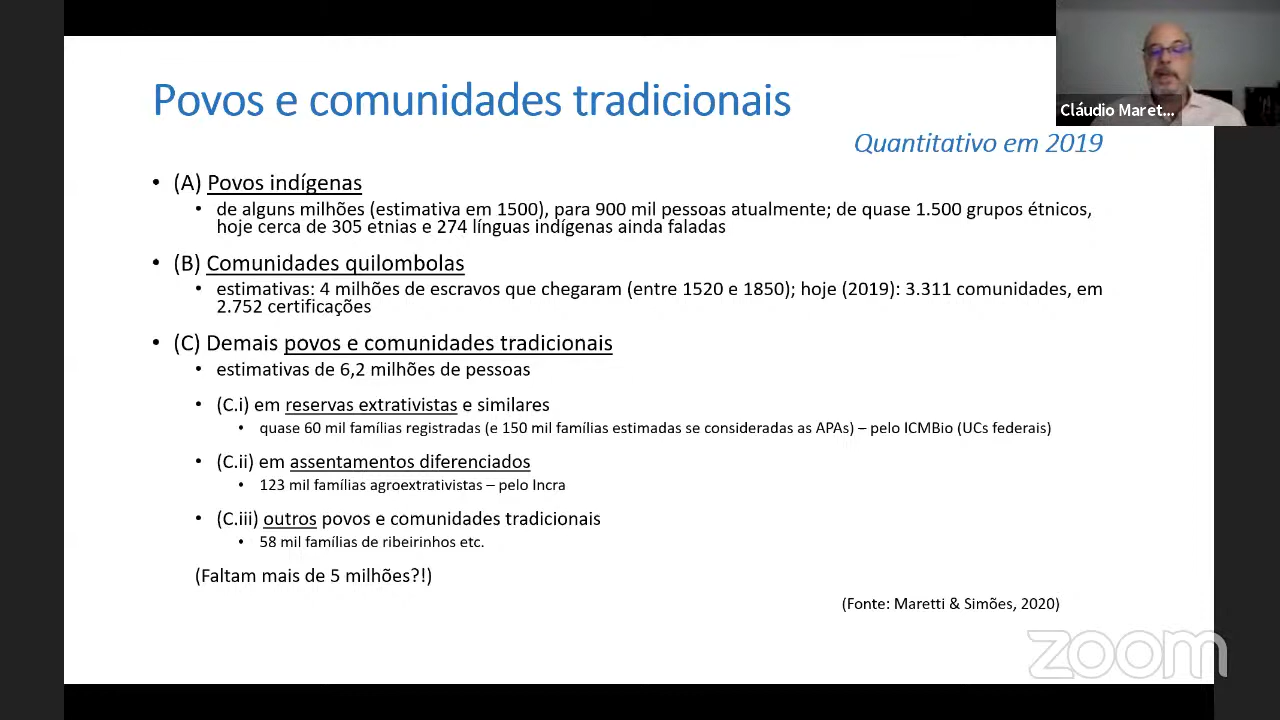 Povos e comunidades tradicionais
Cláudio Maret...
Quantitativo em 2019
• (A) Povos indígenas
• de alguns milhões (estimativa em 1500), para 900 mil pessoas atualmente; de quase 1.500 grupos étnicos,
hoje cerca de 305 etnias e 274 línguas indígenas ainda faladas
• (B) Comunidades quilombolas
• estimativas: 4 milhões de escravos que chegaram (entre 1520 e 1850); hoje (2019): 3.311 comunidades, em
2.752 certificações
• (C) Demais povos e comunidades tradicionais
• estimativas de 6,2 milhões de pessoas
• (C.i) em reservas extrativistas e similares
• quase 60 mil famílias registradas (e 150 mil famílias estimadas se consideradas as APAs) – pelo ICMBio (UCs federais)
• (C.ii) em assentamentos diferenciados
• 123 mil famílias agroextrativistas – pelo Incra
• (C.iii) outros povos e comunidades tradicionais
• 58 mil famílias de ribeirinhos etc.
(Faltam mais de 5 milhões?!)
(Fonte: Maretti & Simões, 2020)
zoom